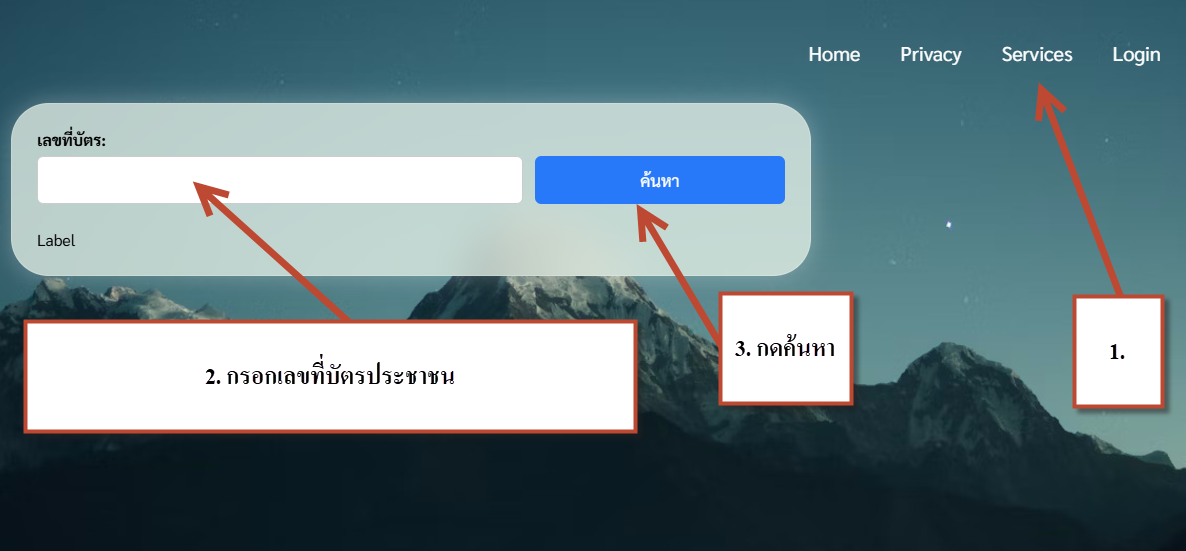 Home Privacy Services Login
เลขที่บัตร:
ค้นหา
Label
2. กรอกเลขที่บัตรประชาชน
3. กดค้นหา
1.